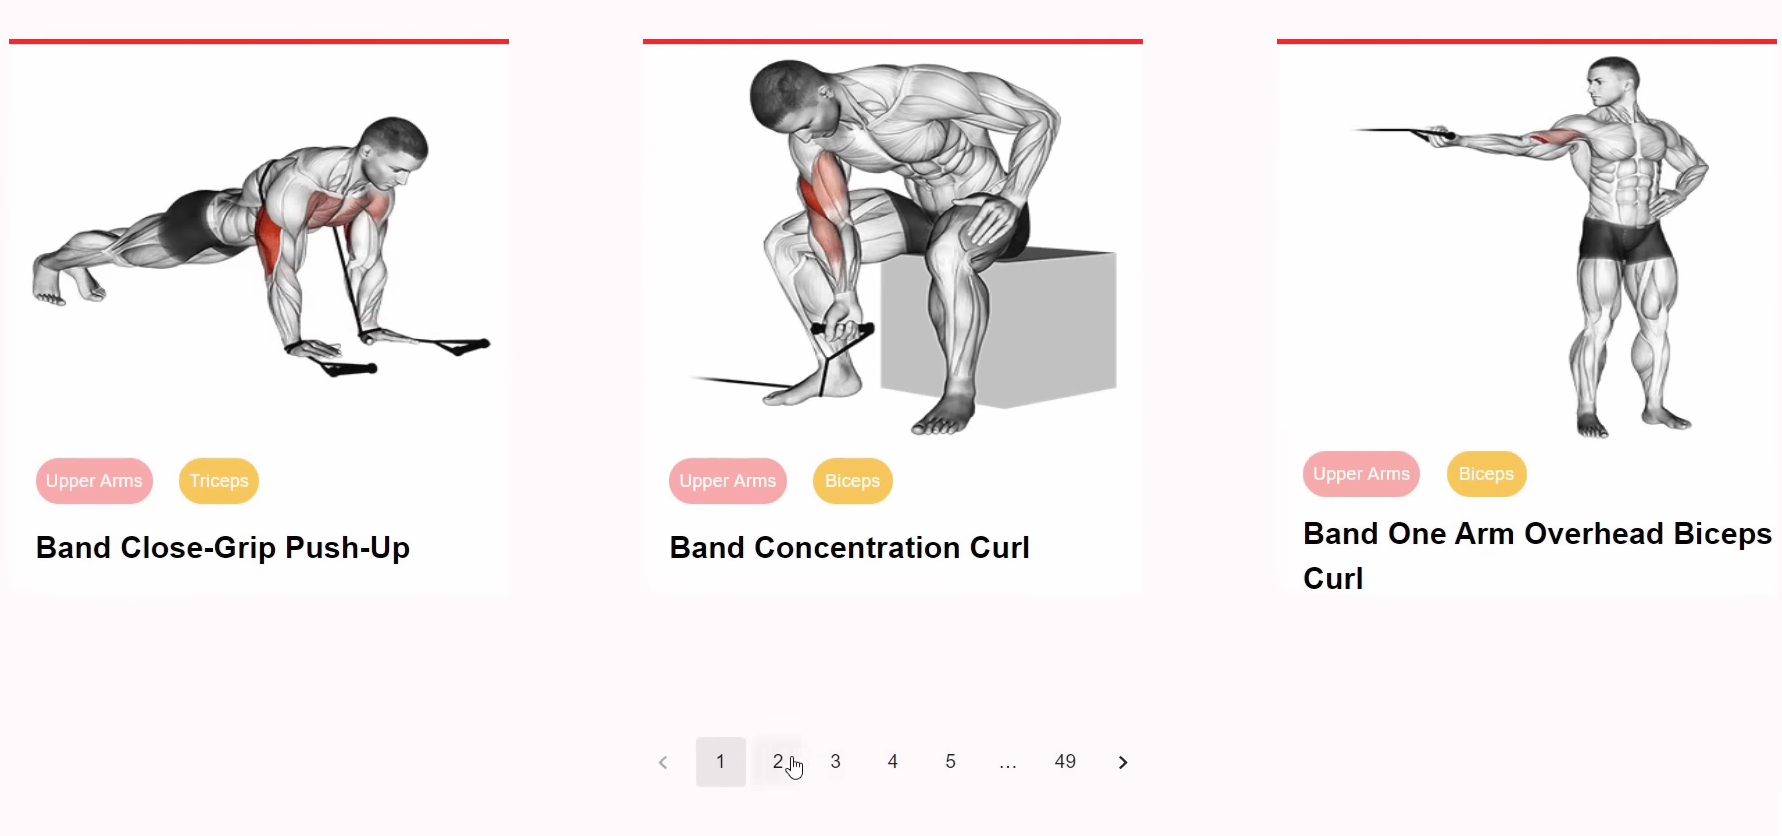 Upper Arms Triceps
Band Close-Grip Push-Up
Upper Arms Biceps
Band Concentration Curl
Upper Arms Biceps
Band One Arm Overhead Biceps
Curl
1 2 3 4 5 ... 49